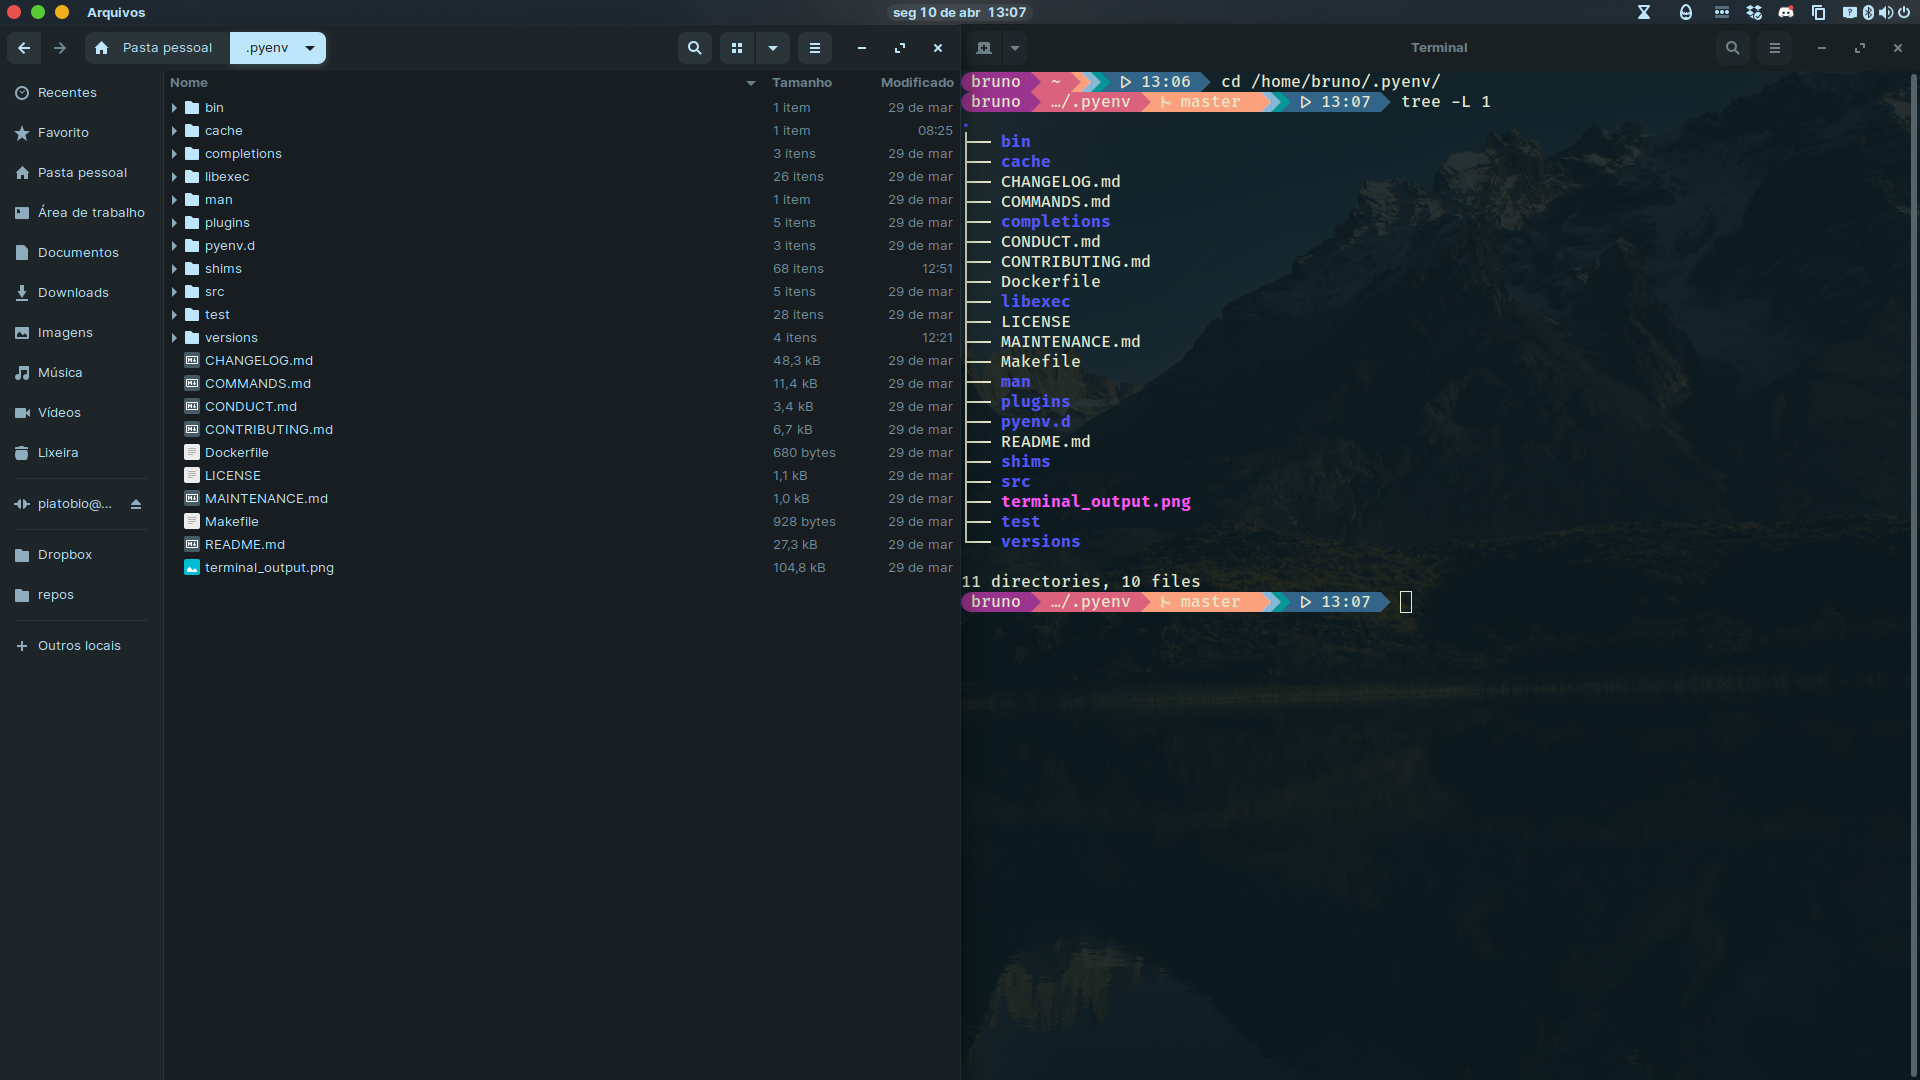 Arquivos
seg 10 de abr 13:07
Pasta pessoal
.pyenv
Recentes
Favorito
Pasta pessoal
Área de trabalho
Documentos
Downloads
Imagens
Música
Vídeos
Lixeira
piatobio@...
Dropbox
repos
Outros locais
Nome Tamanho Modificado
bin 1 item 29 de mar
cache 1 item 08:25
completions 3 itens 29 de mar
libexec 26 itens 29 de mar
man 1 item 29 de mar
plugins 5 itens 29 de mar
pyenv.d 3 itens 29 de mar
shims 68 itens 12:51
src 5 itens 29 de mar
test 28 itens 29 de mar
versions 4 itens 12:21
CHANGELOG.md 48,3 kB 29 de mar
COMMANDS.md 11,4 kB 29 de mar
CONDUCT.md 3,4 kB 29 de mar
CONTRIBUTING.md 6,7 kB 29 de mar
Dockerfile 680 bytes 29 de mar
LICENSE 1,1 kB 29 de mar
MAINTENANCE.md 1,0 kB 29 de mar
Makefile 928 bytes 29 de mar
README.md 27,3 kB 29 de mar
terminal_output.png 104,8 kB 29 de mar
Terminal
bruno ~ 13:06 cd /home/bruno/.pyenv/
bruno …/.pyenv master 13:07 tree -L 1
.
├── bin
├── cache
├── CHANGELOG.md
├── COMMANDS.md
├── completions
├── CONDUCT.md
├── CONTRIBUTING.md
├── Dockerfile
├── libexec
├── LICENSE
├── MAINTENANCE.md
├── Makefile
├── man
├── plugins
├── pyenv.d
├── README.md
├── shims
├── src
├── terminal_output.png
├── test
└── versions
11 directories, 10 files
bruno …/.pyenv master 13:07